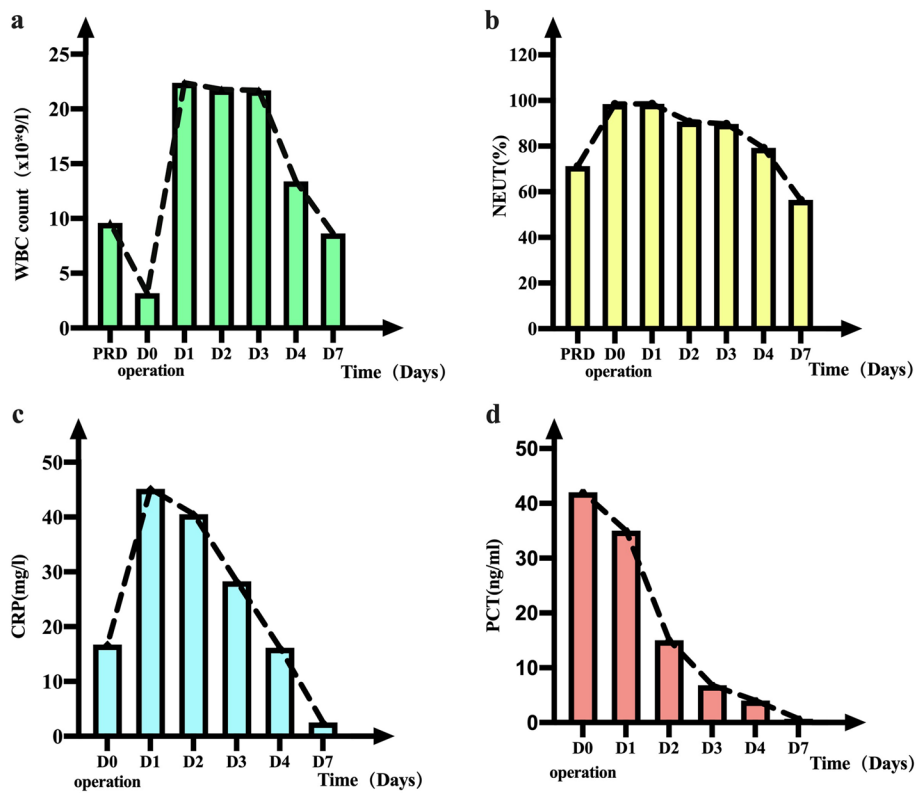 a
WBC count (x10*9/l)
25
20
15
10
5
0
PRD D0 D1 D2 D3 D4 D7
operation
Time (Days)
b
NEUT(%)
120
100
80
60
40
20
0
PRD D0 D1 D2 D3 D4 D7
operation
Time (Days)
c
CRP(mg/l)
50
40
30
20
10
0
D0 D1 D2 D3 D4 D7
operation
Time (Days)
d
PCT(ng/ml)
50
40
30
20
10
0
D0 D1 D2 D3 D4 D7
operation
Time (Days)